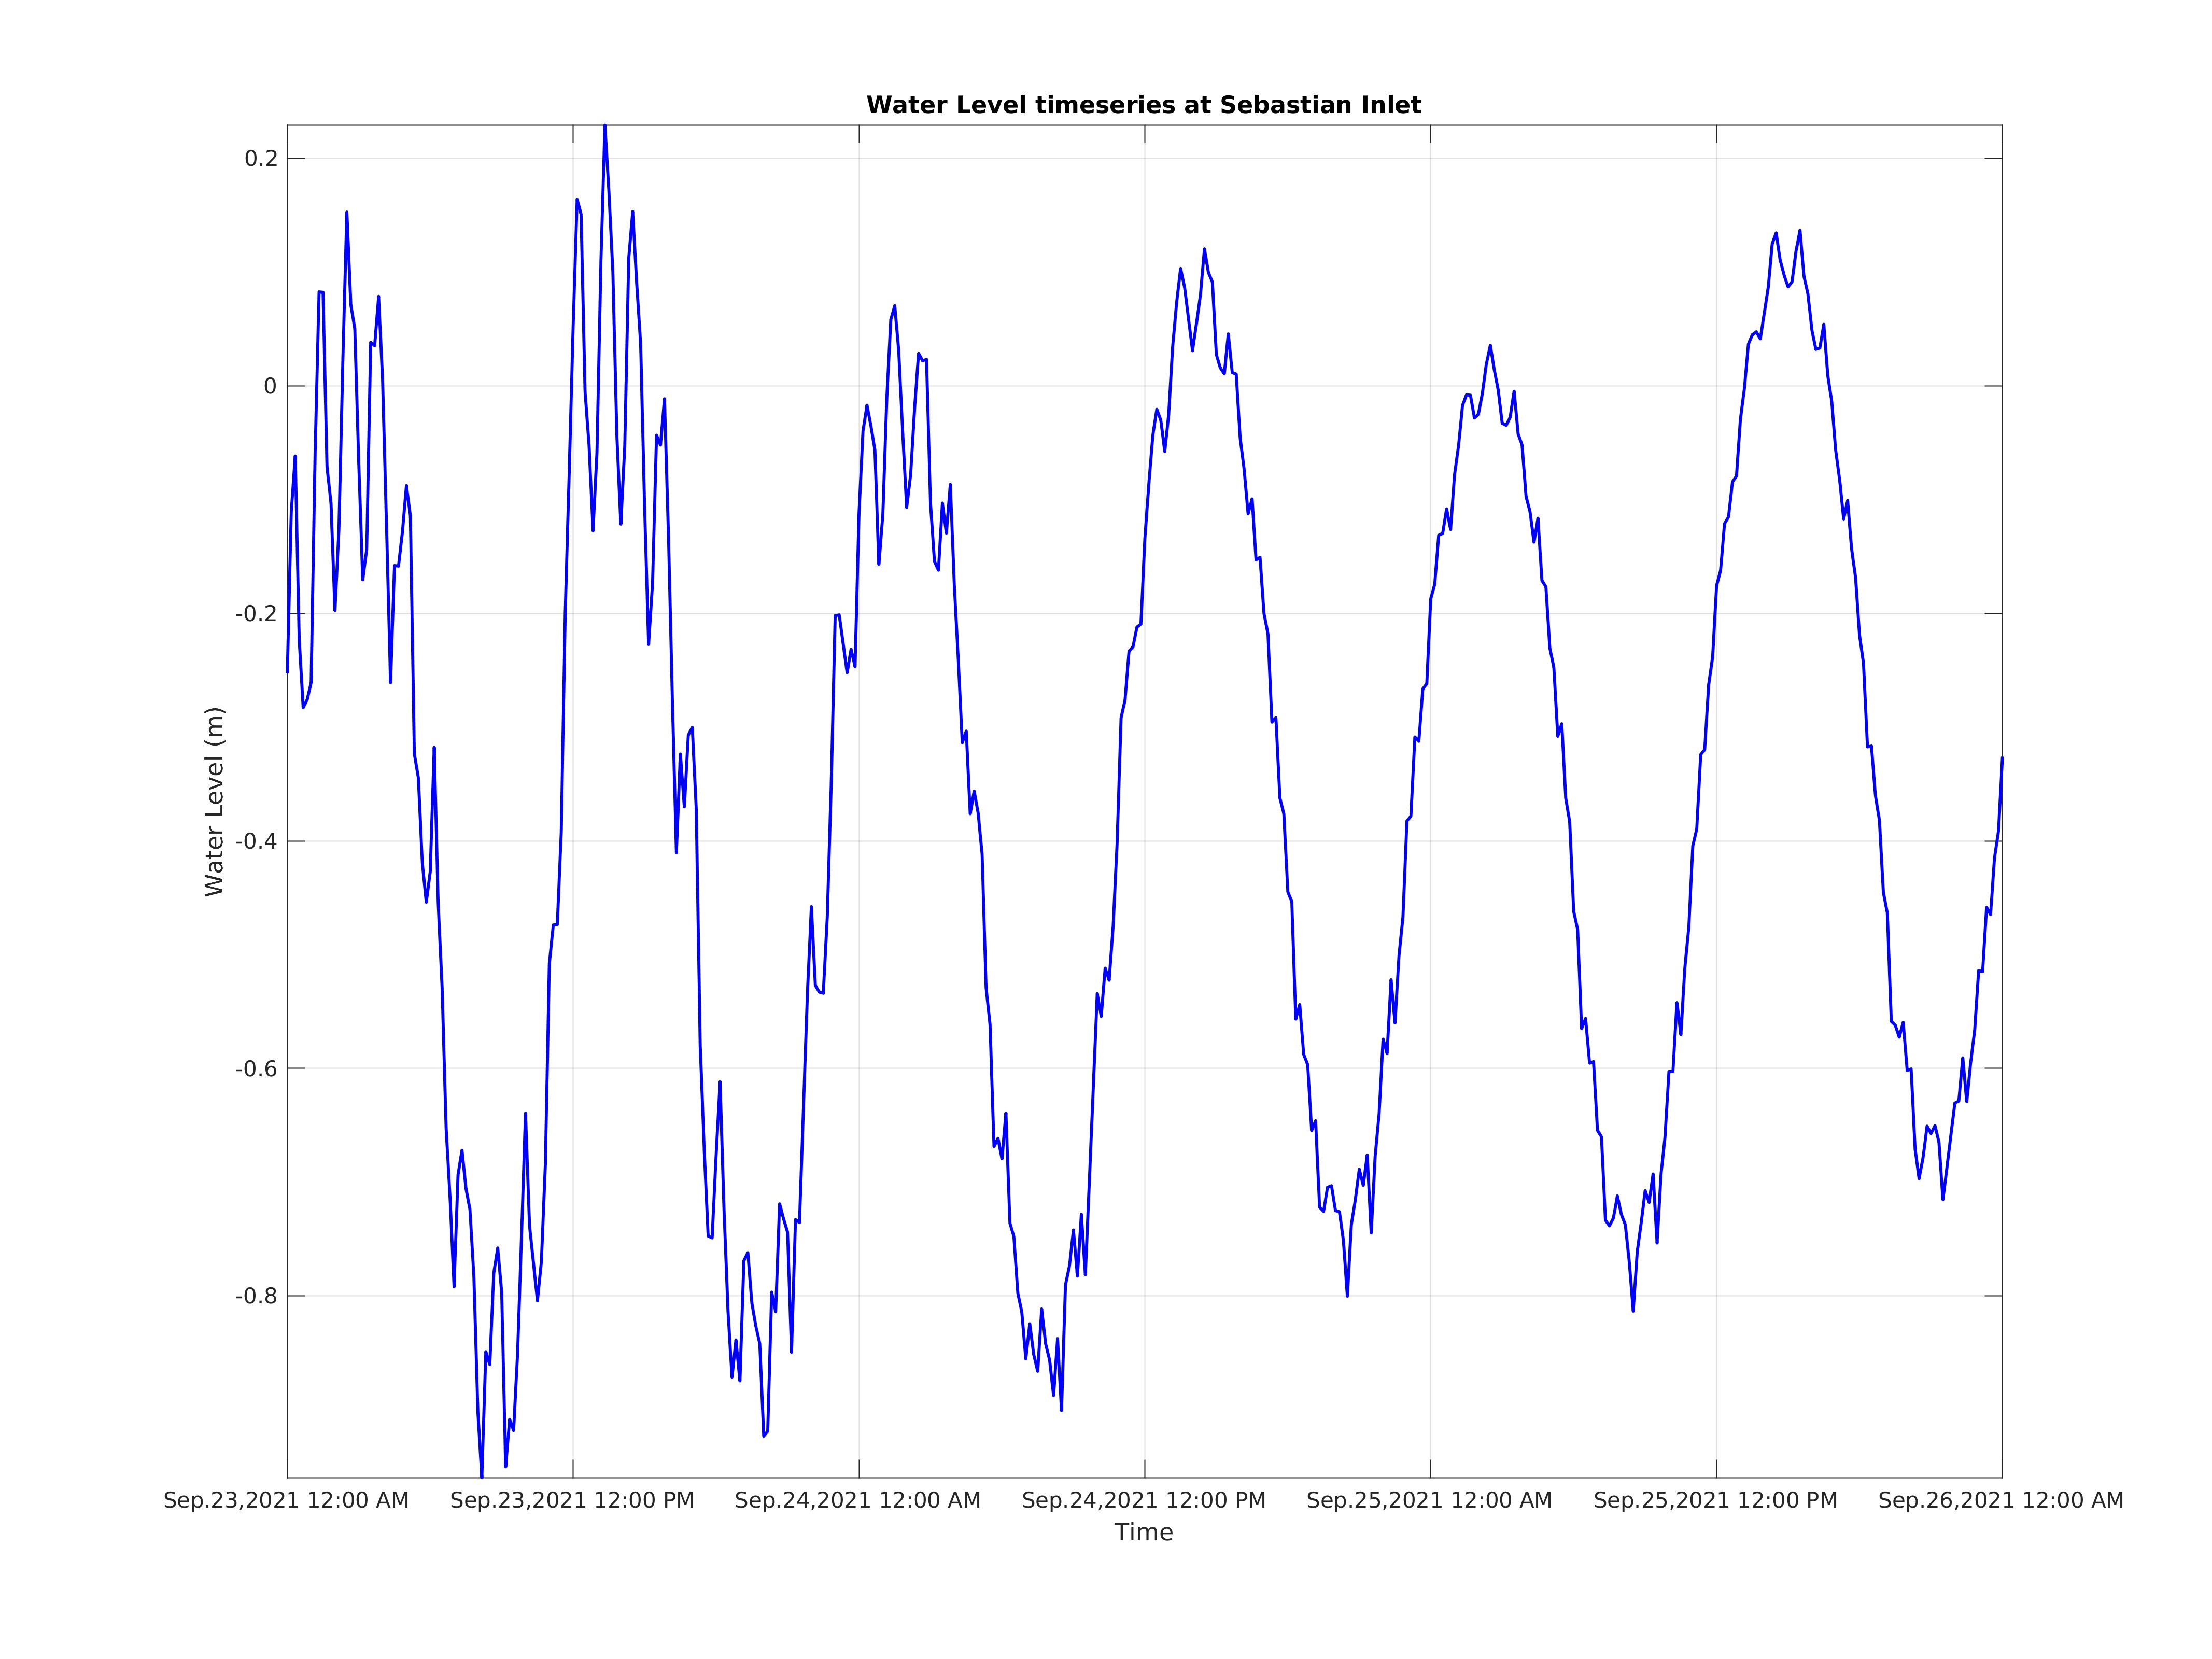 Water Level timeseries at Sebastian Inlet
0.2
0
-0.2
-0.4
-0.6
-0.8
Water Level (m)
Sep.23,2021 12:00 AM
Sep.23,2021 12:00 PM
Sep.24,2021 12:00 AM
Sep.24,2021 12:00 PM
Sep.25,2021 12:00 AM
Sep.25,2021 12:00 PM
Sep.26,2021 12:00 AM
Time